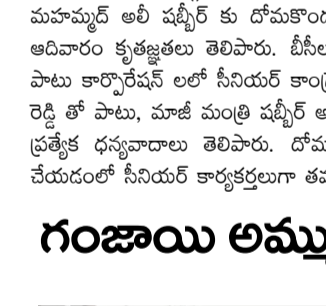 మహమ్మద్ అలీ షబ్బీర్ కు దోమకొం
ఆదివారం కృతజ్ఞతలు తెలిపారు. బీసీల
పాటు కార్పొరేషన్ లలో సీనియర్ కాం
రెడ్డి తో పాటు, మాజీ మంత్రి షబ్బీర్ అ
ప్రత్యేక ధన్యవాదాలు తెలిపారు. దోమ
చేయడంలో సీనియర్ కార్యకర్తలుగా తమ
గంజాయి అమ్ము